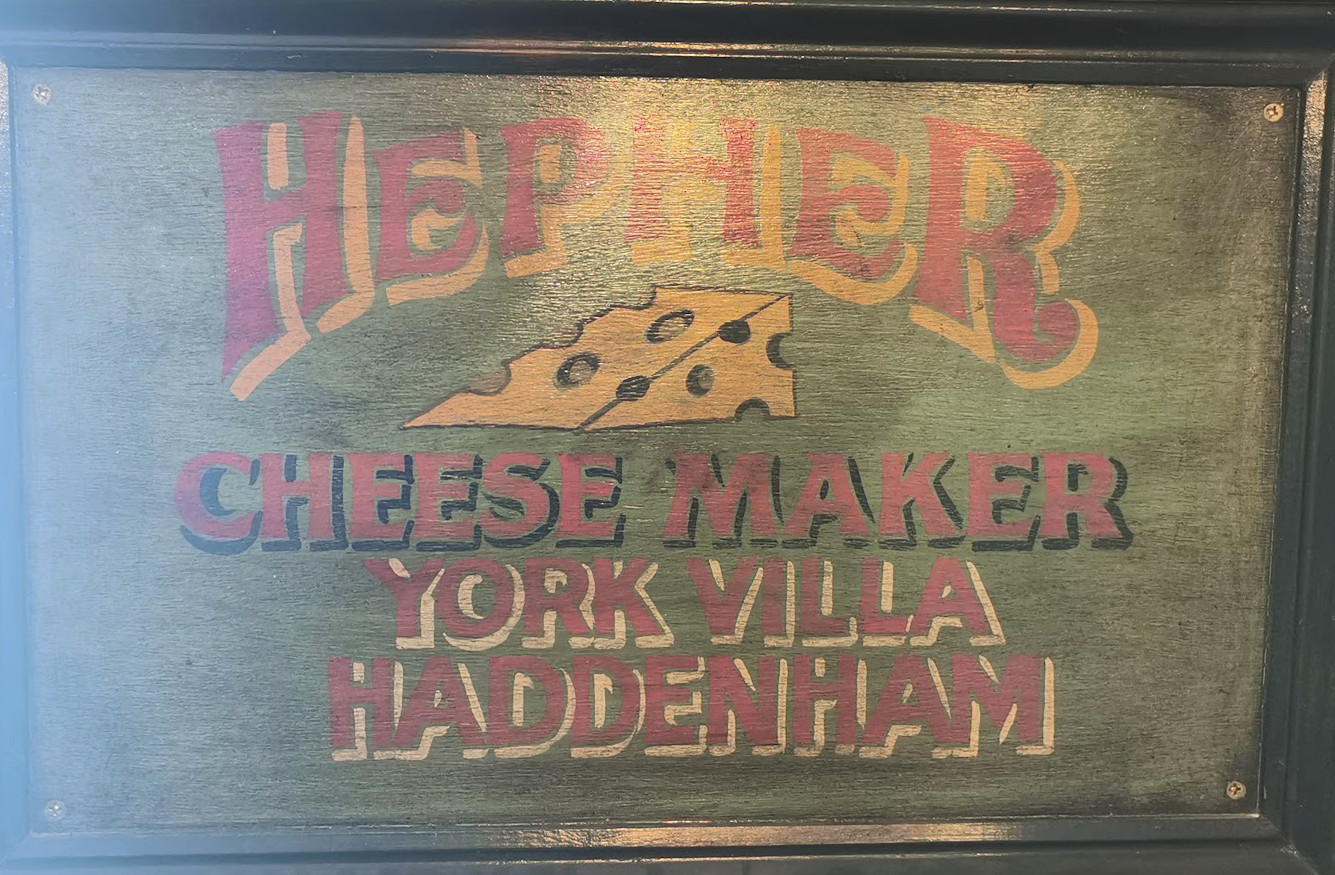 HEPHER
CHEESE MAKER
YORK VILLA
HADDENHAM